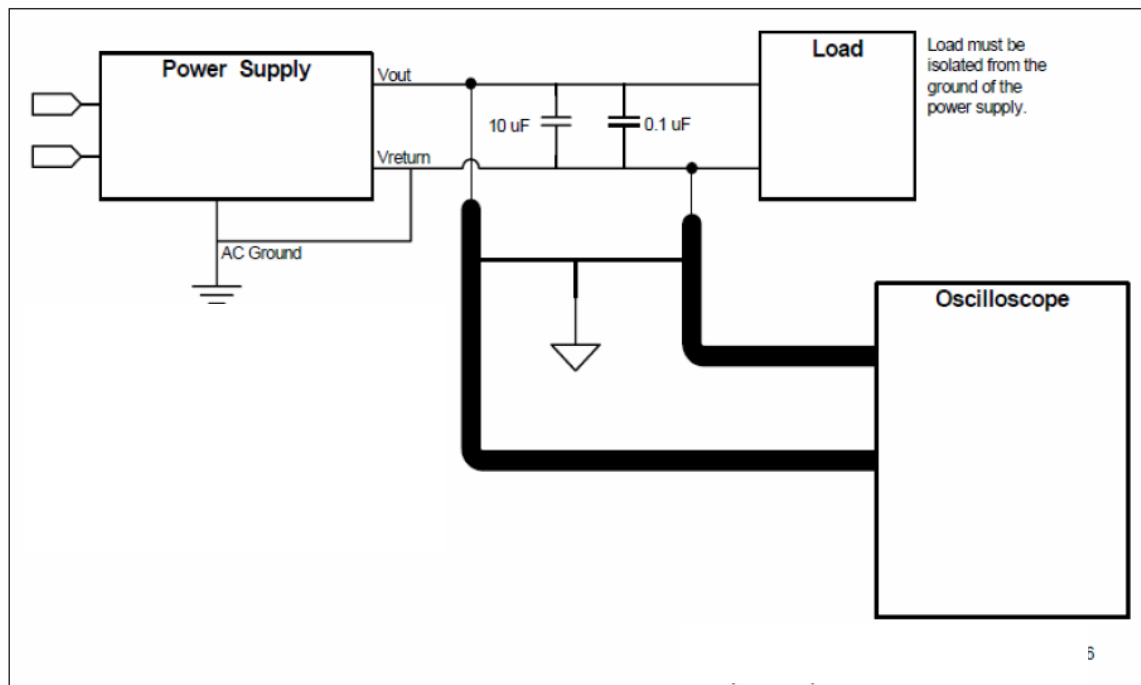 Power Supply
Vout
Vreturn
AC Ground
10 uF
0.1 uF
Load
Load must be
isolated from the
ground of the
power supply.
Oscilloscope
6